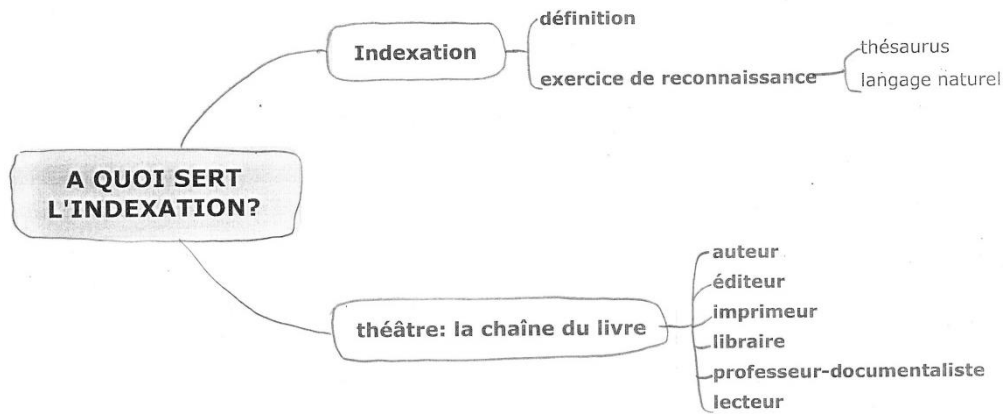 A QUOI SERT
L'INDEXATION?
Indexation
définition
exercice de reconnaissance
thésaurus
langage naturel
théâtre: la chaîne du livre
auteur
éditeur
imprimeur
libraire
professeur-documentaliste
lecteur